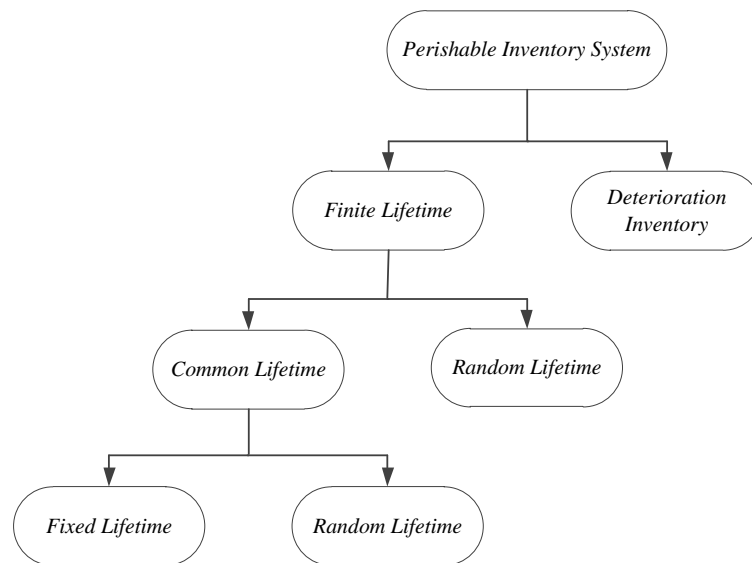 Perishable Inventory System
Finite Lifetime
Deterioration
Inventory
Common Lifetime
Random Lifetime
Fixed Lifetime
Random Lifetime